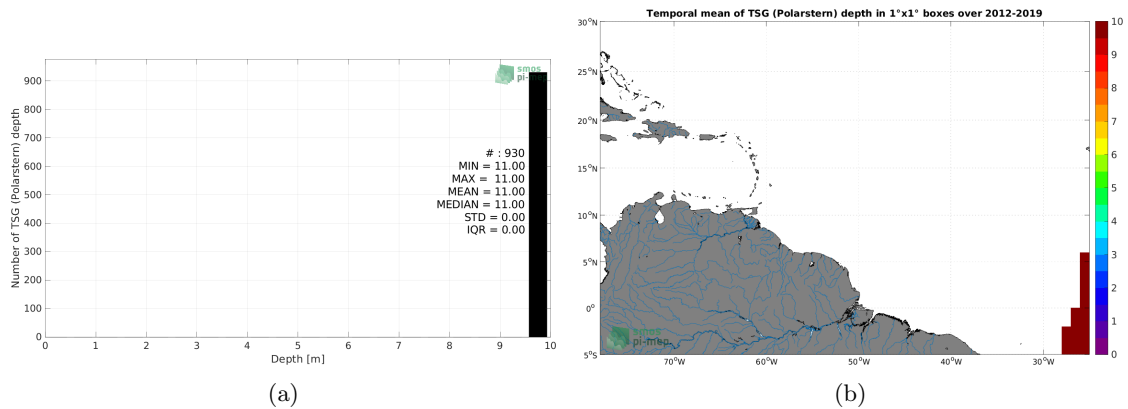 Number of TSG (Polarstern) depth
900
800
700
600
500
400
300
200
100
0
smos
pi-mep
# : 930
MIN = 11.00
MAX = 11.00
MEAN = 11.00
MEDIAN = 11.00
STD = 0.00
IQR = 0.00
0 1 2 3 4 5 6 7 8 9 10
Depth [m]
(a)
Temporal mean of TSG (Polarstern) depth in 1°x1° boxes over 2012-2019
30°N
25°N
20°N
15°N
10°N
5°N
0°
5°S
smos
pi-mep
70°W 60°W 50°W 40°W 30°W
10
9
8
7
6
5
4
3
2
1
0
(b)